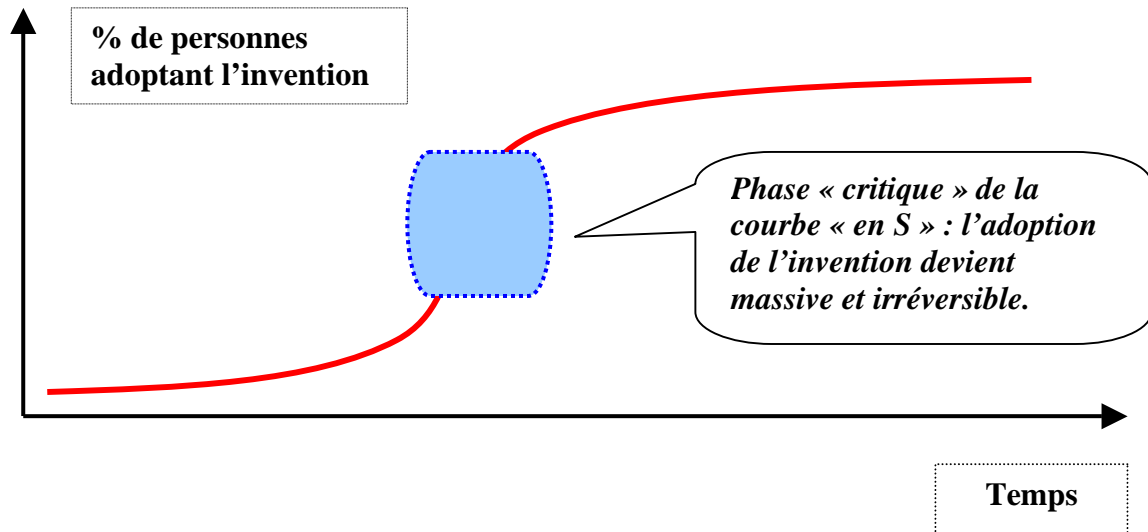 % de personnes
adoptant l’invention
Phase « critique » de la
courbe « en S » : l’adoption
de l’invention devient
massive et irréversible.
Temps